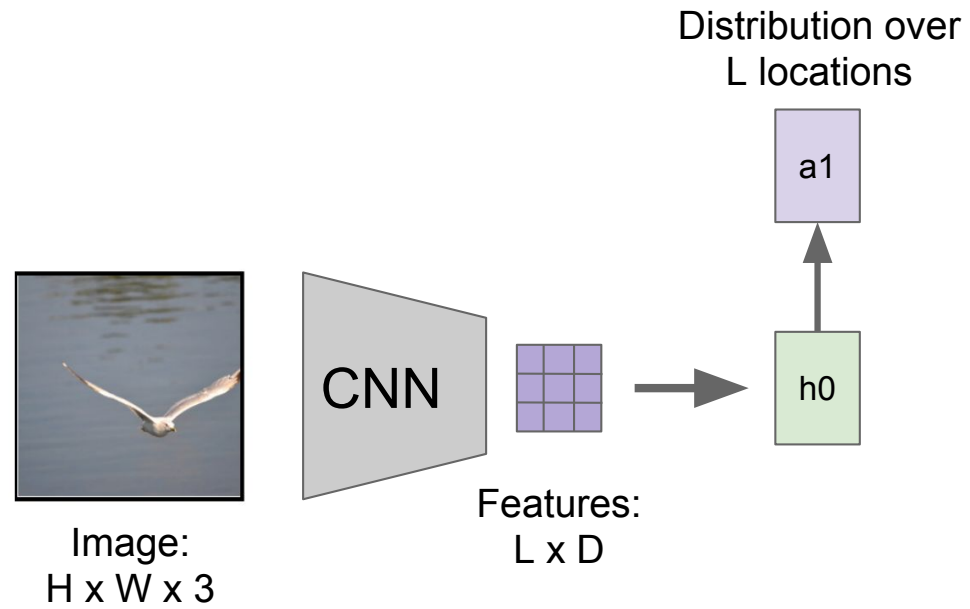 Distribution over
L locations
a1
CNN
h0
Features:
L x D
Image:
H x W x 3